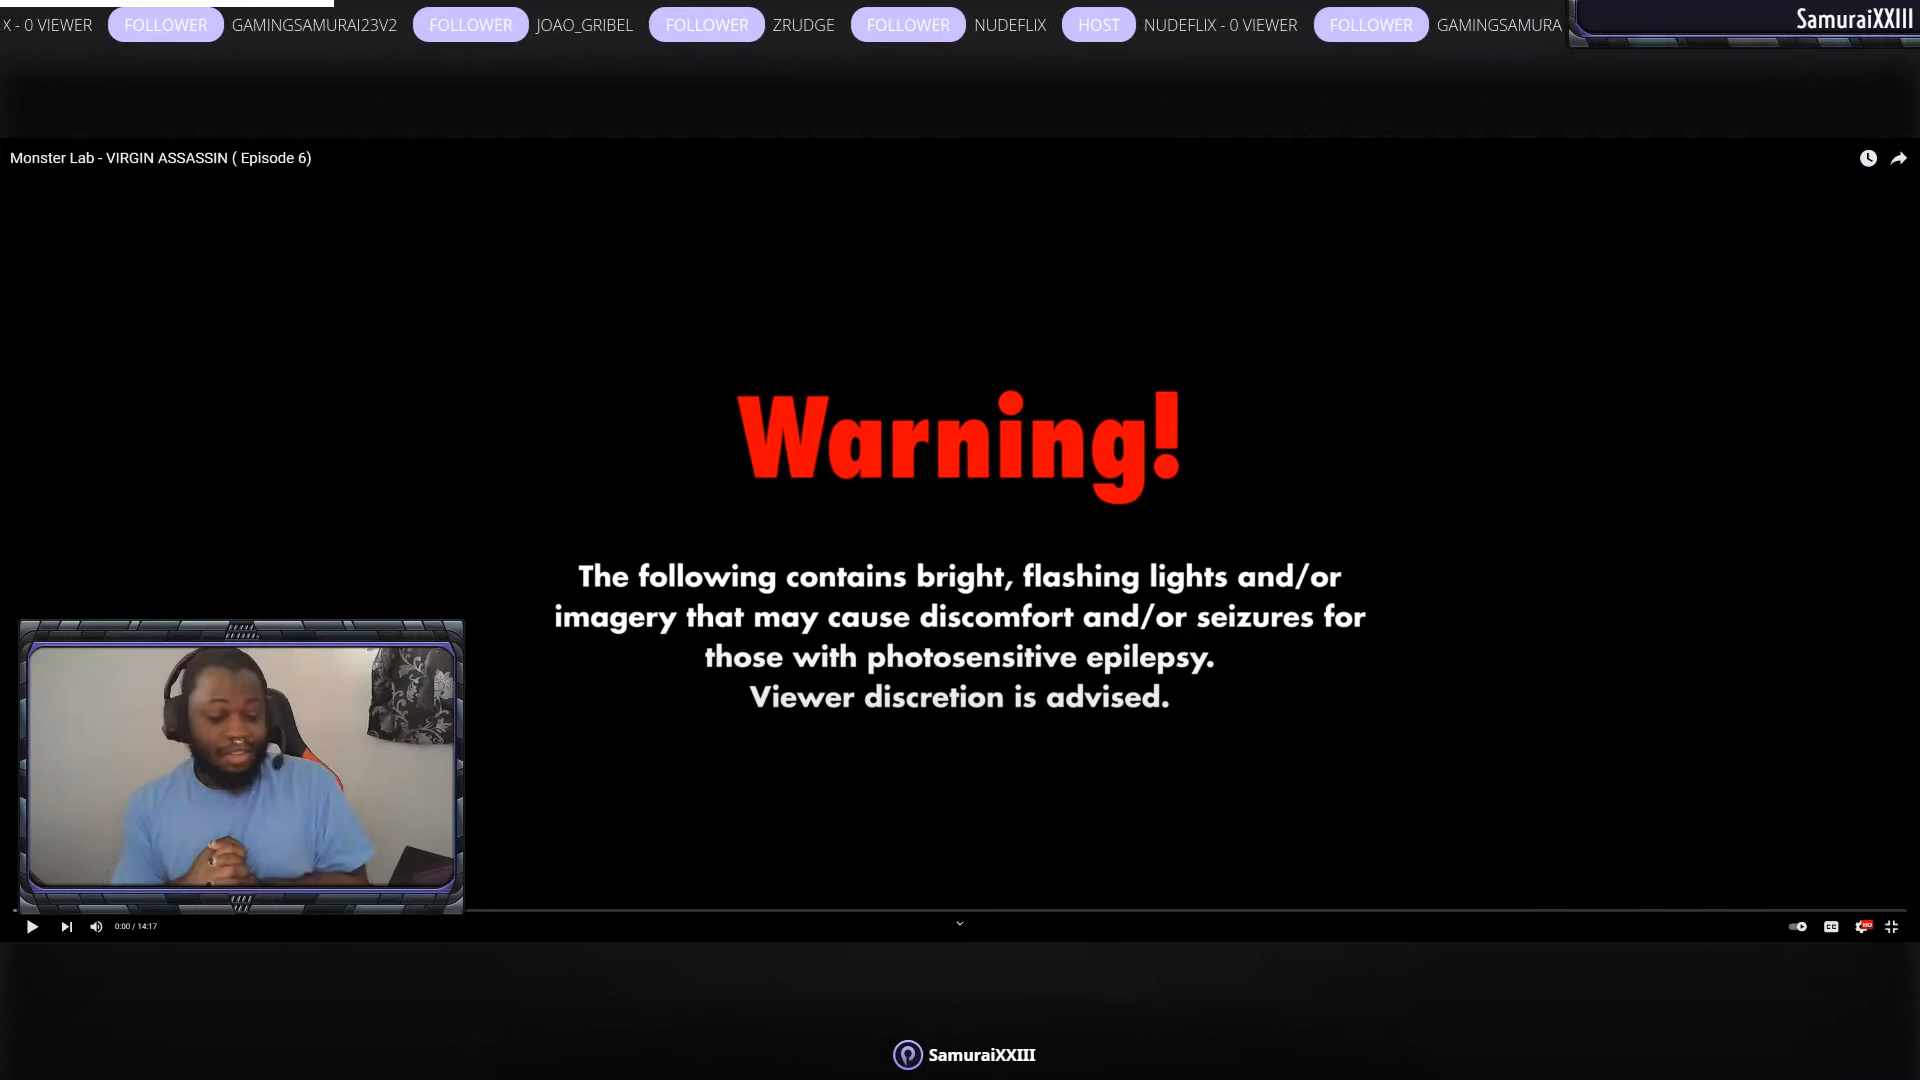 X - 0 VIEWER FOLLOWER GAMINGSAMURAI23V2 FOLLOWER JOAO_GRIBEL FOLLOWER ZRUDGE FOLLOWER NUDEFLIX HOST NUDEFLIX - 0 VIEWER FOLLOWER GAMINGSAMURA
SamuraiXXIII
Monster Lab - VIRGIN ASSASSIN ( Episode 6)
Warning!
The following contains bright, flashing lights and/or
imagery that may cause discomfort and/or seizures for
those with photosensitive epilepsy.
Viewer discretion is advised.
0:00 / 14:17
CC
HD
SamuraiXXIII